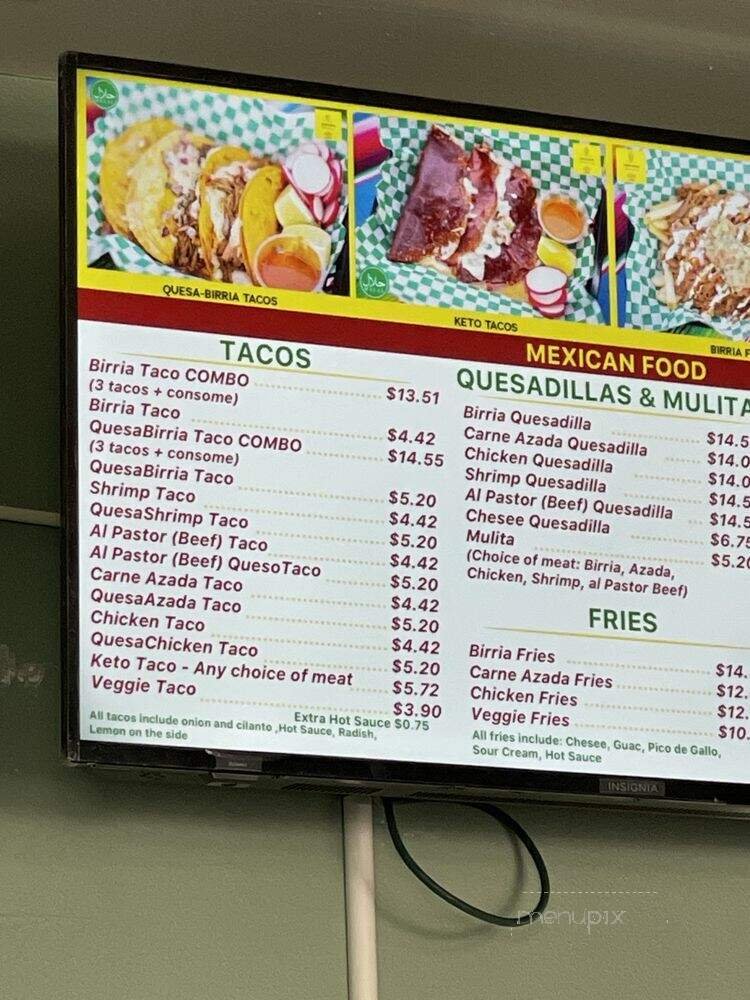 حلال
QUESA-BIRRIA TACOS
حلال
KETO TACOS
BIRRIA F
MEXICAN FOOD
TACOS
Birria Taco COMBO $13.51
(3 tacos + consome)
Birria Taco $4.42
QuesaBirria Taco COMBO $14.55
(3 tacos + consome)
QuesaBirria Taco $5.20
Shrimp Taco $4.42
QuesaShrimp Taco $5.20
Al Pastor (Beef) Taco $4.42
Al Pastor (Beef) QuesoTaco $5.20
Carne Azada Taco $4.42
QuesaAzada Taco $5.20
Chicken Taco $4.42
QuesaChicken Taco $5.20
Keto Taco - Any choice of meat $5.72
Veggie Taco $3.90
Extra Hot Sauce $0.75
All tacos include onion and cilanto ,Hot Sauce, Radish,
Lemon on the side
QUESADILLAS & MULITA
Birria Quesadilla $14.5
Carne Azada Quesadilla $14.0
Chicken Quesadilla $14.0
Shrimp Quesadilla $14.5
Al Pastor (Beef) Quesadilla $14.5
Chesee Quesadilla $6.75
Mulita $5.20
(Choice of meat: Birria, Azada,
Chicken, Shrimp, al Pastor Beef)
FRIES
Birria Fries $14.
Carne Azada Fries $12.
Chicken Fries $12.
Veggie Fries $10.
All fries include: Chesee, Guac, Pico de Gallo,
Sour Cream, Hot Sauce
INSIGNIA
menupix